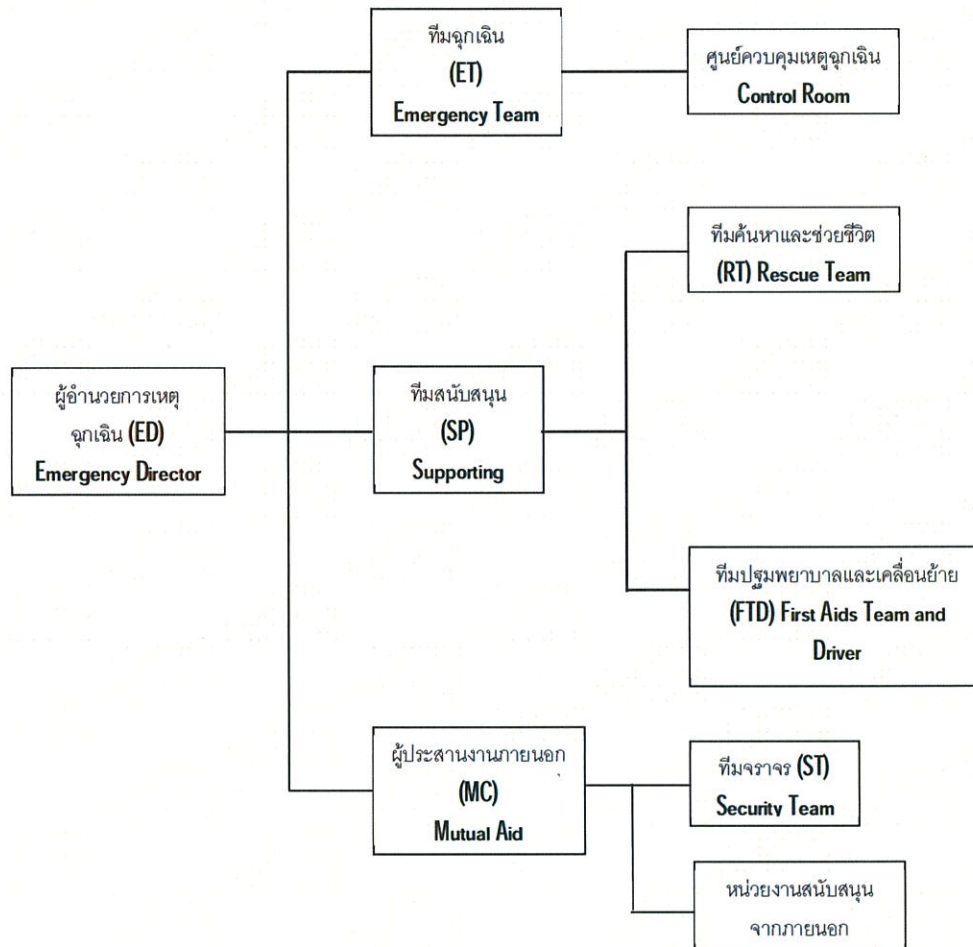 ทีมฉุกเฉิน
(ET)
Emergency Team
ศูนย์ควบคุมเหตุฉุกเฉิน
Control Room
ทีมค้นหาและช่วยชีวิต
(RT) Rescue Team
ผู้อำนวยการเหตุ
ฉุกเฉิน (ED)
Emergency Director
ทีมสนับสนุน
(SP)
Supporting
ทีมปฐมพยาบาลและเคลื่อนย้าย
(FTD) First Aids Team and
Driver
ผู้ประสานงานภายนอก
(MC)
Mutual Aid
ทีมจราจร (ST)
Security Team
หน่วยงานสนับสนุน
จากภายนอก